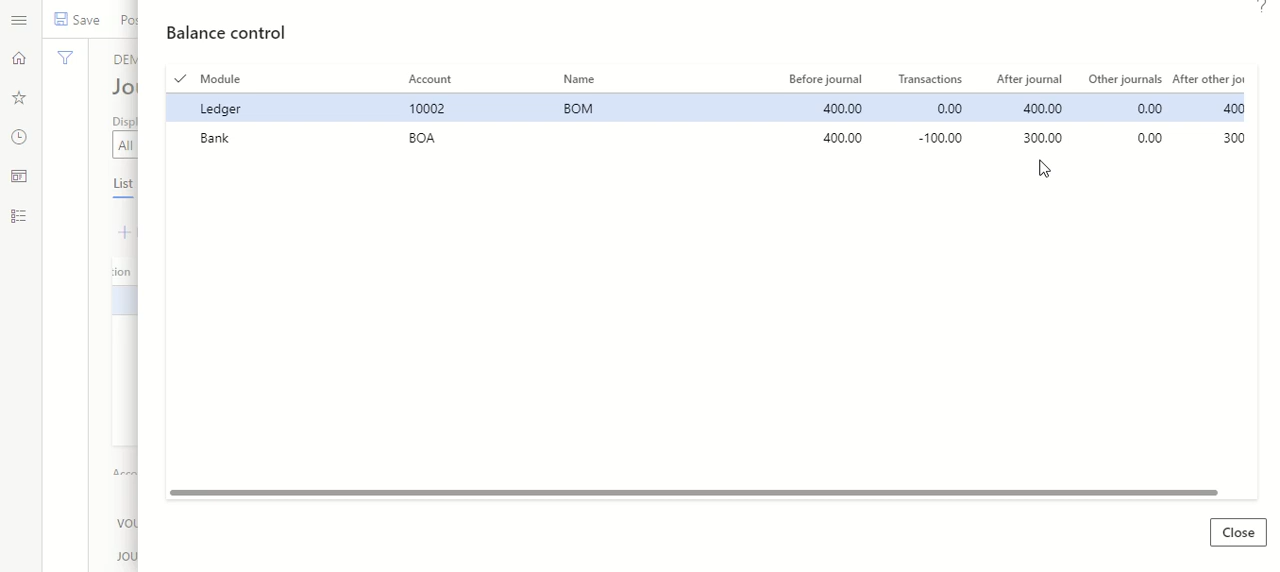 ?
Save
Balance control
Module Account Name Before journal Transactions After journal Other journals After other
Ledger 10002 BOM 400.00 0.00 400.00 0.00 400
Bank BOA 400.00 -100.00 300.00 0.00 300
All
List
Close